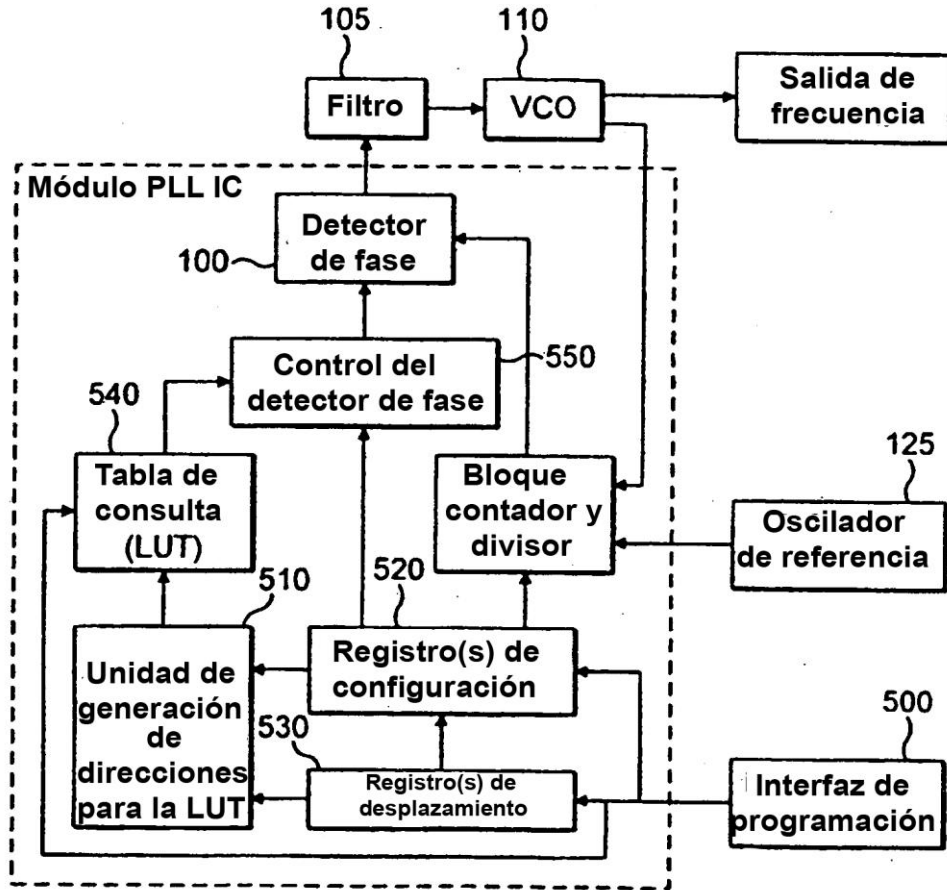 105
110
Filtro
VCO
Salida de
frecuencia
Módulo PLL IC
Detector
de fase
100
Control del
detector de fase
550
540
Tabla de
consulta
(LUT)
Bloque
contador y
divisor
125
Oscilador
de referencia
510
520
Unidad de
generación
de
direcciones
para la LUT
Registro(s) de
configuración
530
Registro(s) de
desplazamiento
500
Interfaz de
programación